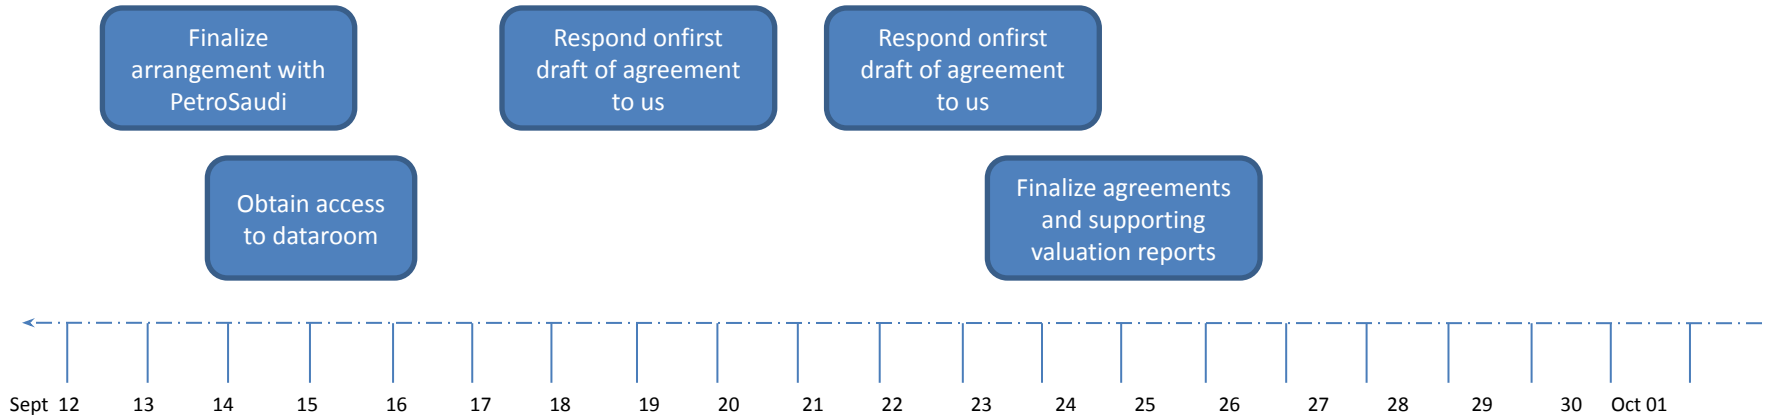 Finalize
arrangement with
PetroSaudi
Respond onfirst
draft of agreement
to us
Respond onfirst
draft of agreement
to us
Obtain access
to dataroom
Finalize agreements
and supporting
valuation reports
Sept 12 13 14 15 16 17 18 19 20 21 22 23 24 25 26 27 28 29 30 Oct 01